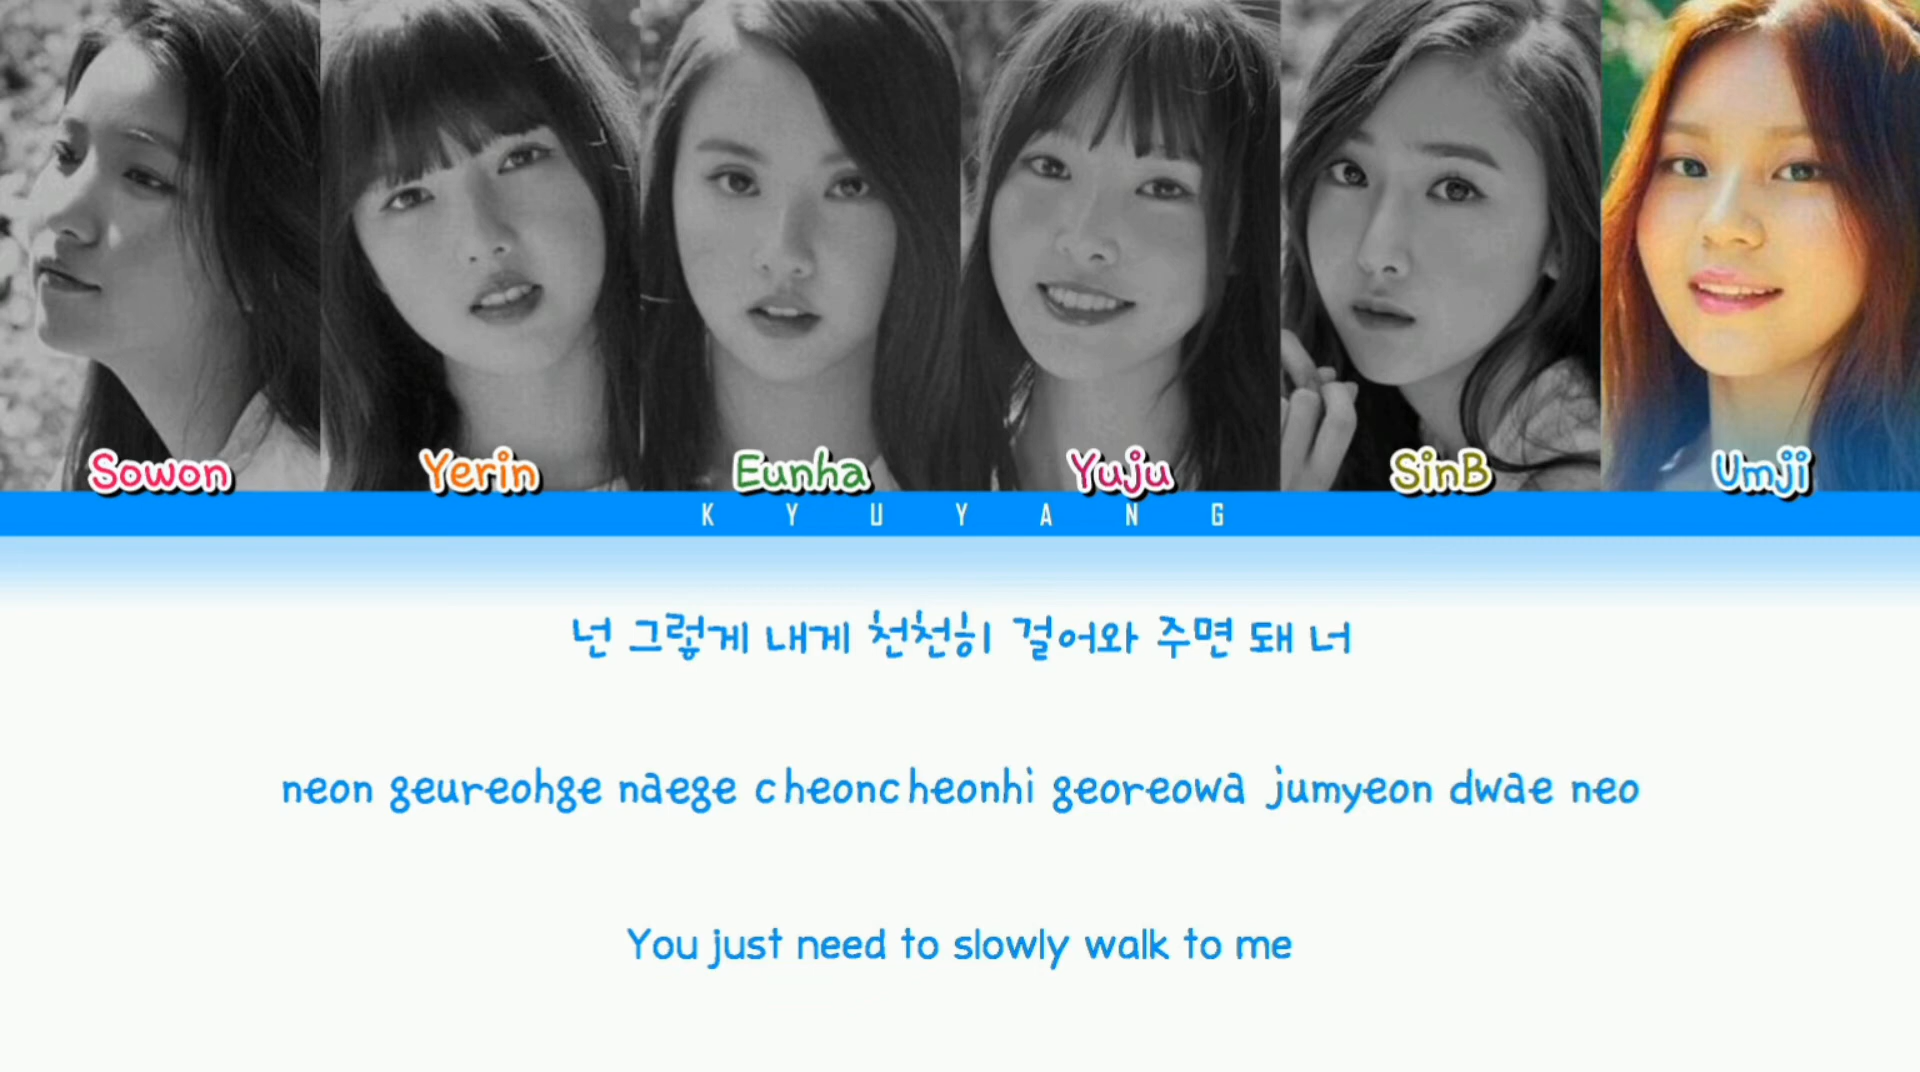 Sowon Yerin Eunha Yuju SinB Umji
KYUYANG
넌 그렇게 내게 천천히 걸어와 주면 돼 너
neon geureohge naege cheoncheonhi georeowa jumyeon dwae neo
You just need to slowly walk to me